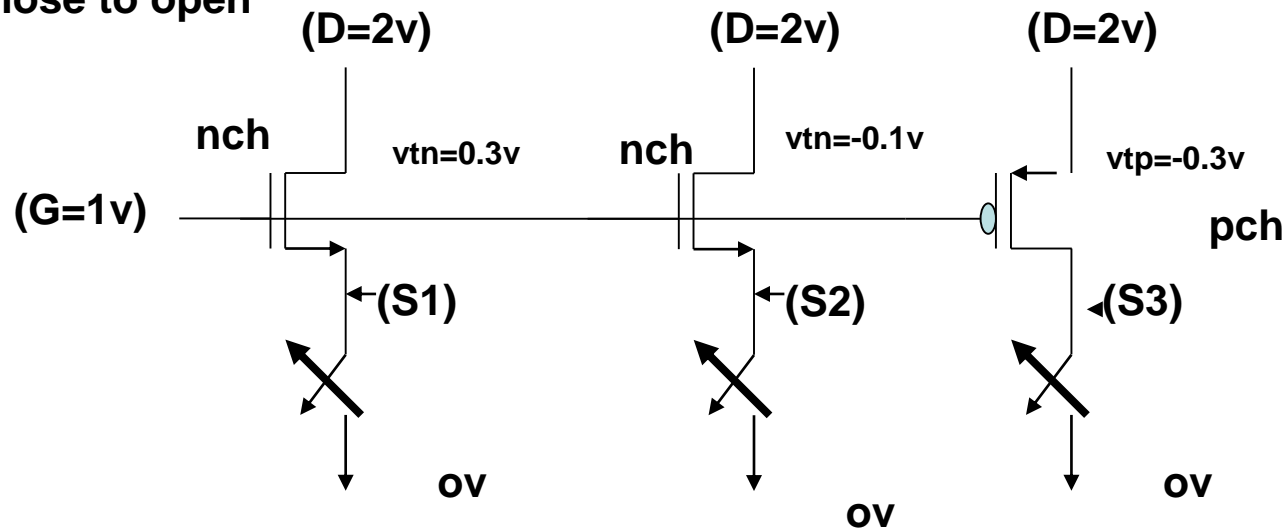 lose to open
(D=2v) (D=2v) (D=2v)
nch vtn=0.3v nch vtn=-0.1v vtp=-0.3v
(G=1v) pch
(S1) (S2) (S3)
ov ov ov